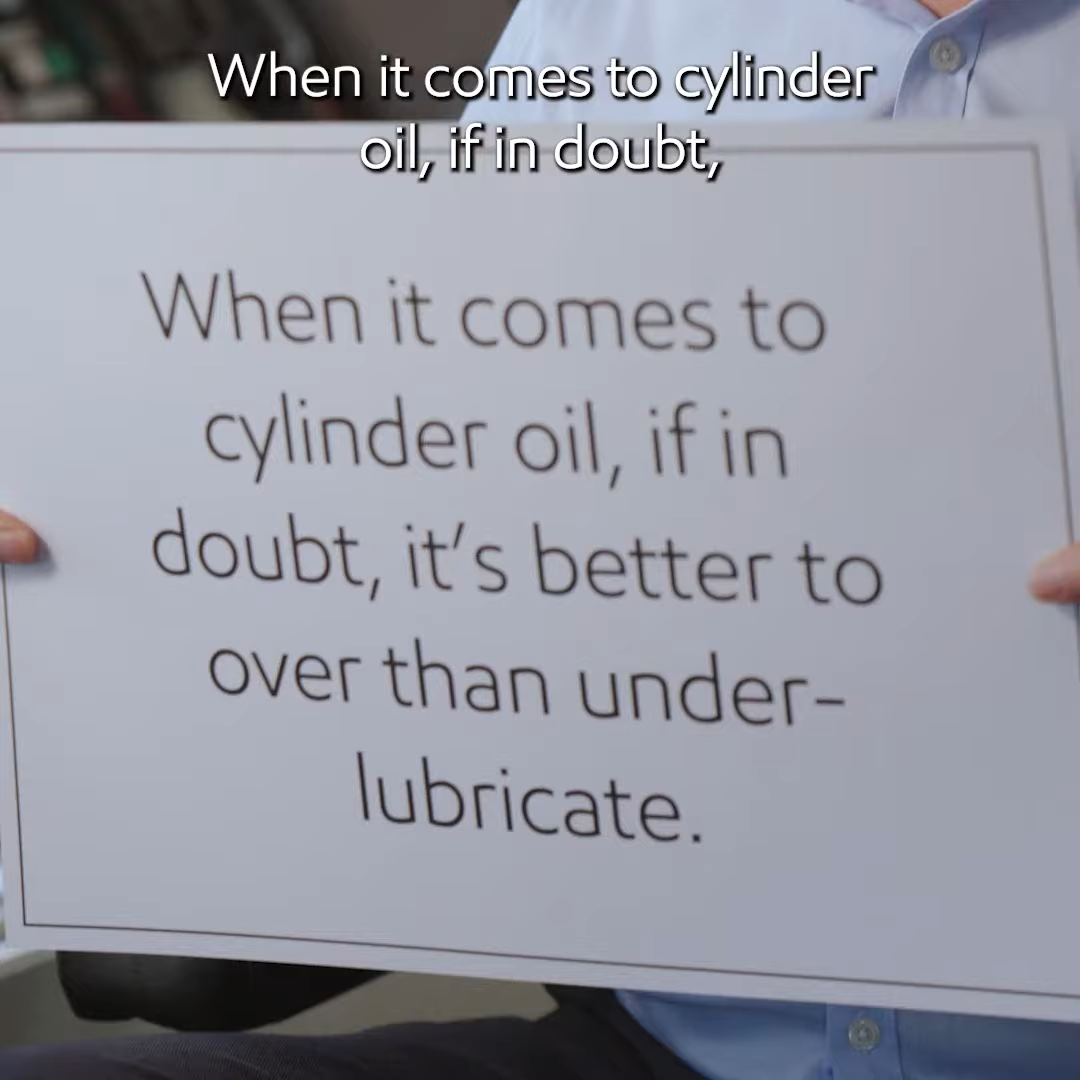 When it comes to cylinder
oil, if in doubt,
When it comes to
cylinder oil, if in
doubt, it's better to
over than under-
lubricate.